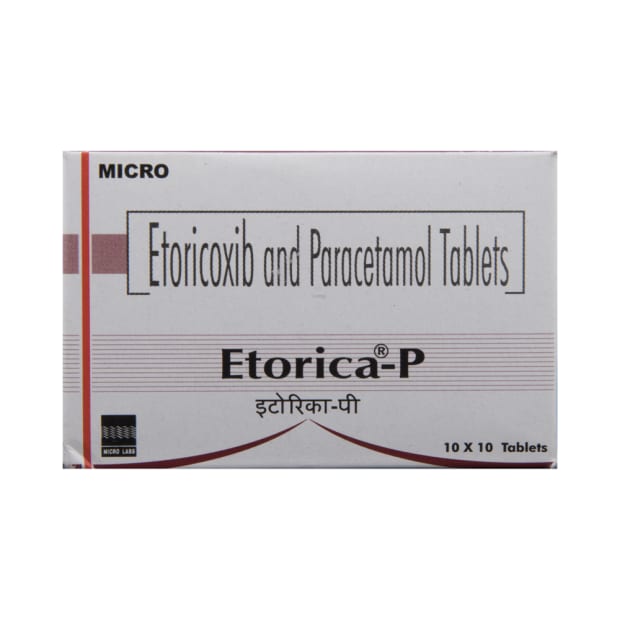 MICRO
Etoricoxib and Paracetamol Tablets
Etorica®-P
इटोरिका-पी
MICRO LABS
10 X 10 Tablets